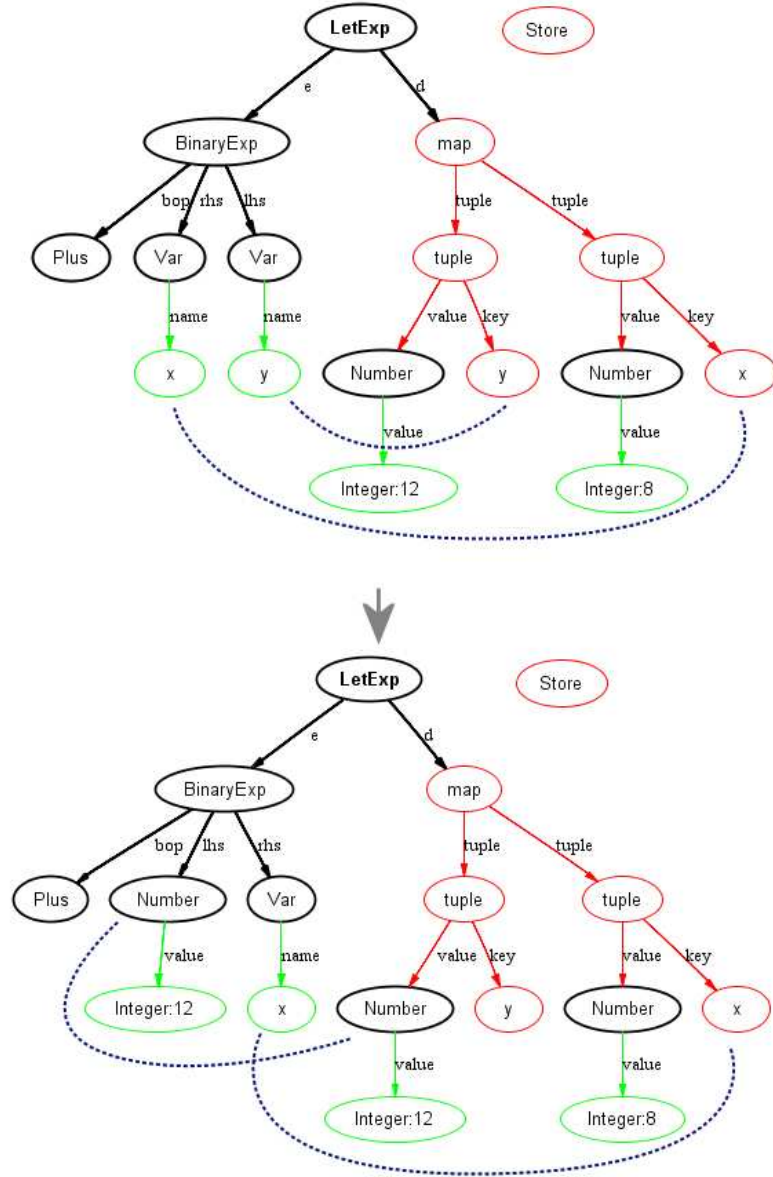 LetExp Store
e d
BinaryExp map
bop rhs lhs tuple tuple
Plus Var Var tuple tuple
name name value key value key
x y Number y Number x
value value
Integer:12 Integer:8
LetExp Store
e d
BinaryExp map
bop lhs rhs tuple tuple
Plus Number Var tuple tuple
value name value key value key
Integer:12 x Number y Number x
value value
Integer:12 Integer:8